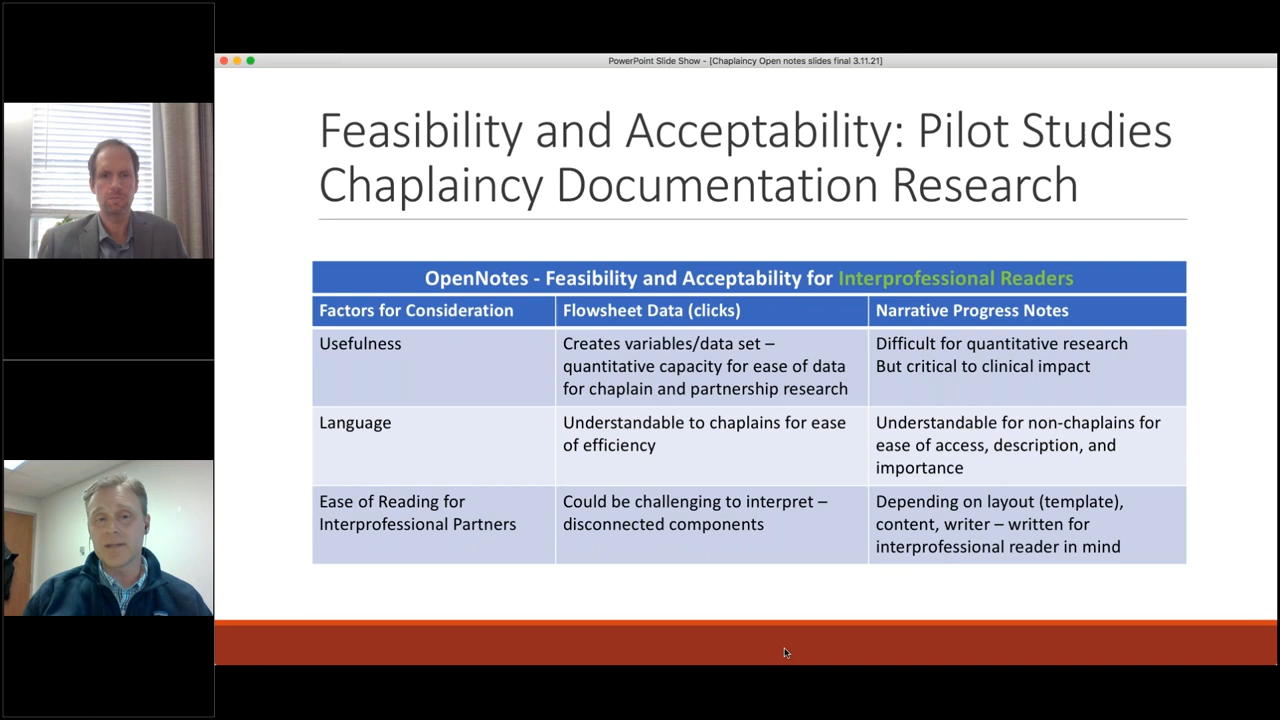 PowerPoint Slide Show - [Chaplaincy Open notes slides final 3.11.21]
Feasibility and Acceptability: Pilot Studies
Chaplaincy Documentation Research
OpenNotes - Feasibility and Acceptability for Interprofessional Readers
Factors for Consideration
Flowsheet Data (clicks)
Narrative Progress Notes
Usefulness
Creates variables/data set –
quantitative capacity for ease of data
for chaplain and partnership research
Difficult for quantitative research
But critical to clinical impact
Language
Understandable to chaplains for ease
of efficiency
Understandable for non-chaplains for
ease of access, description, and
importance
Ease of Reading for
Interprofessional Partners
Could be challenging to interpret –
disconnected components
Depending on layout (template),
content, writer – written for
interprofessional reader in mind